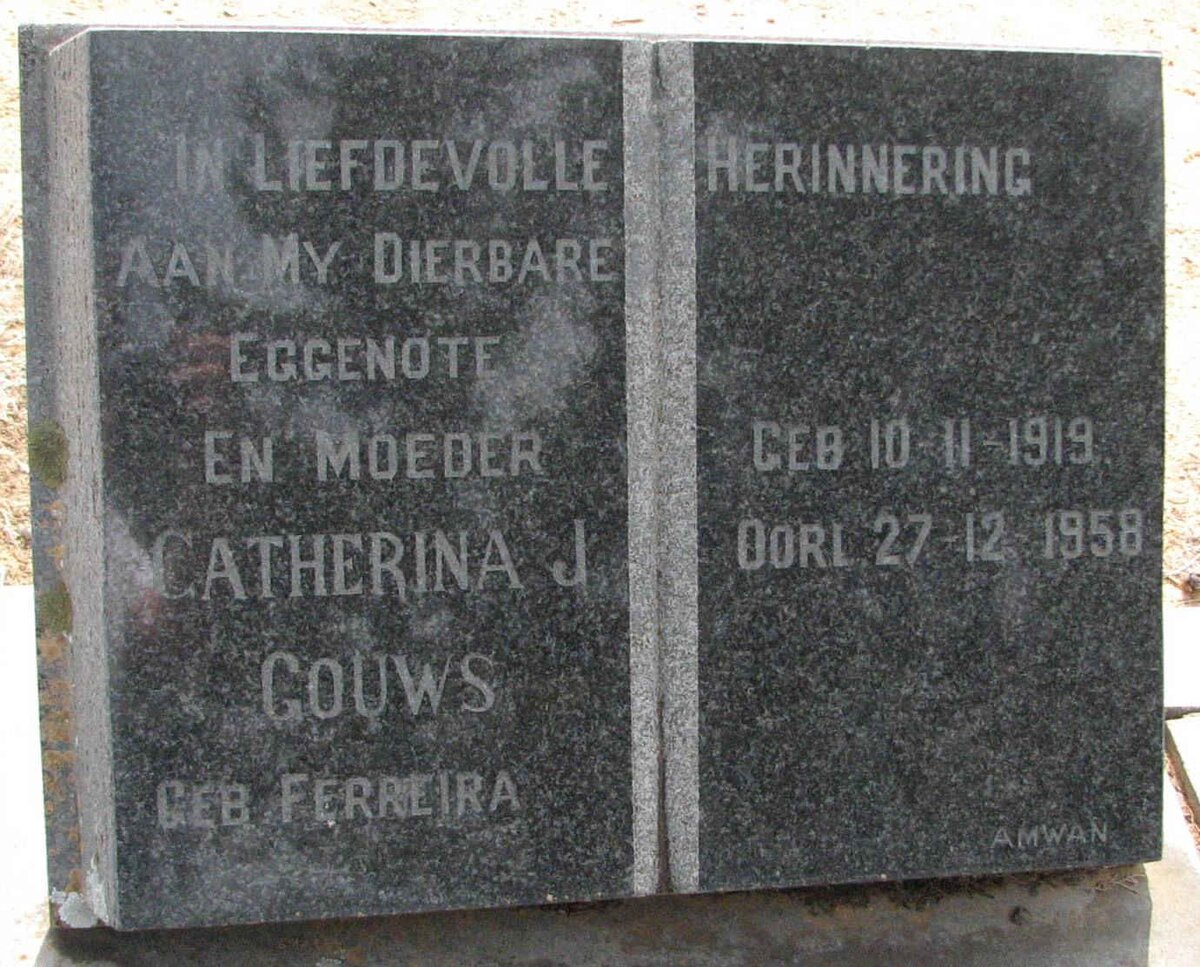 IN LIEFDEVOLLE HERINNERING
AAN MY DIERBARE
EGGENOTE
EN MOEDER
CATHERINA J
GOUWS
GEB FERREIRA
GEB 10-11-1919
OORL 27-12 1958
AMWAN